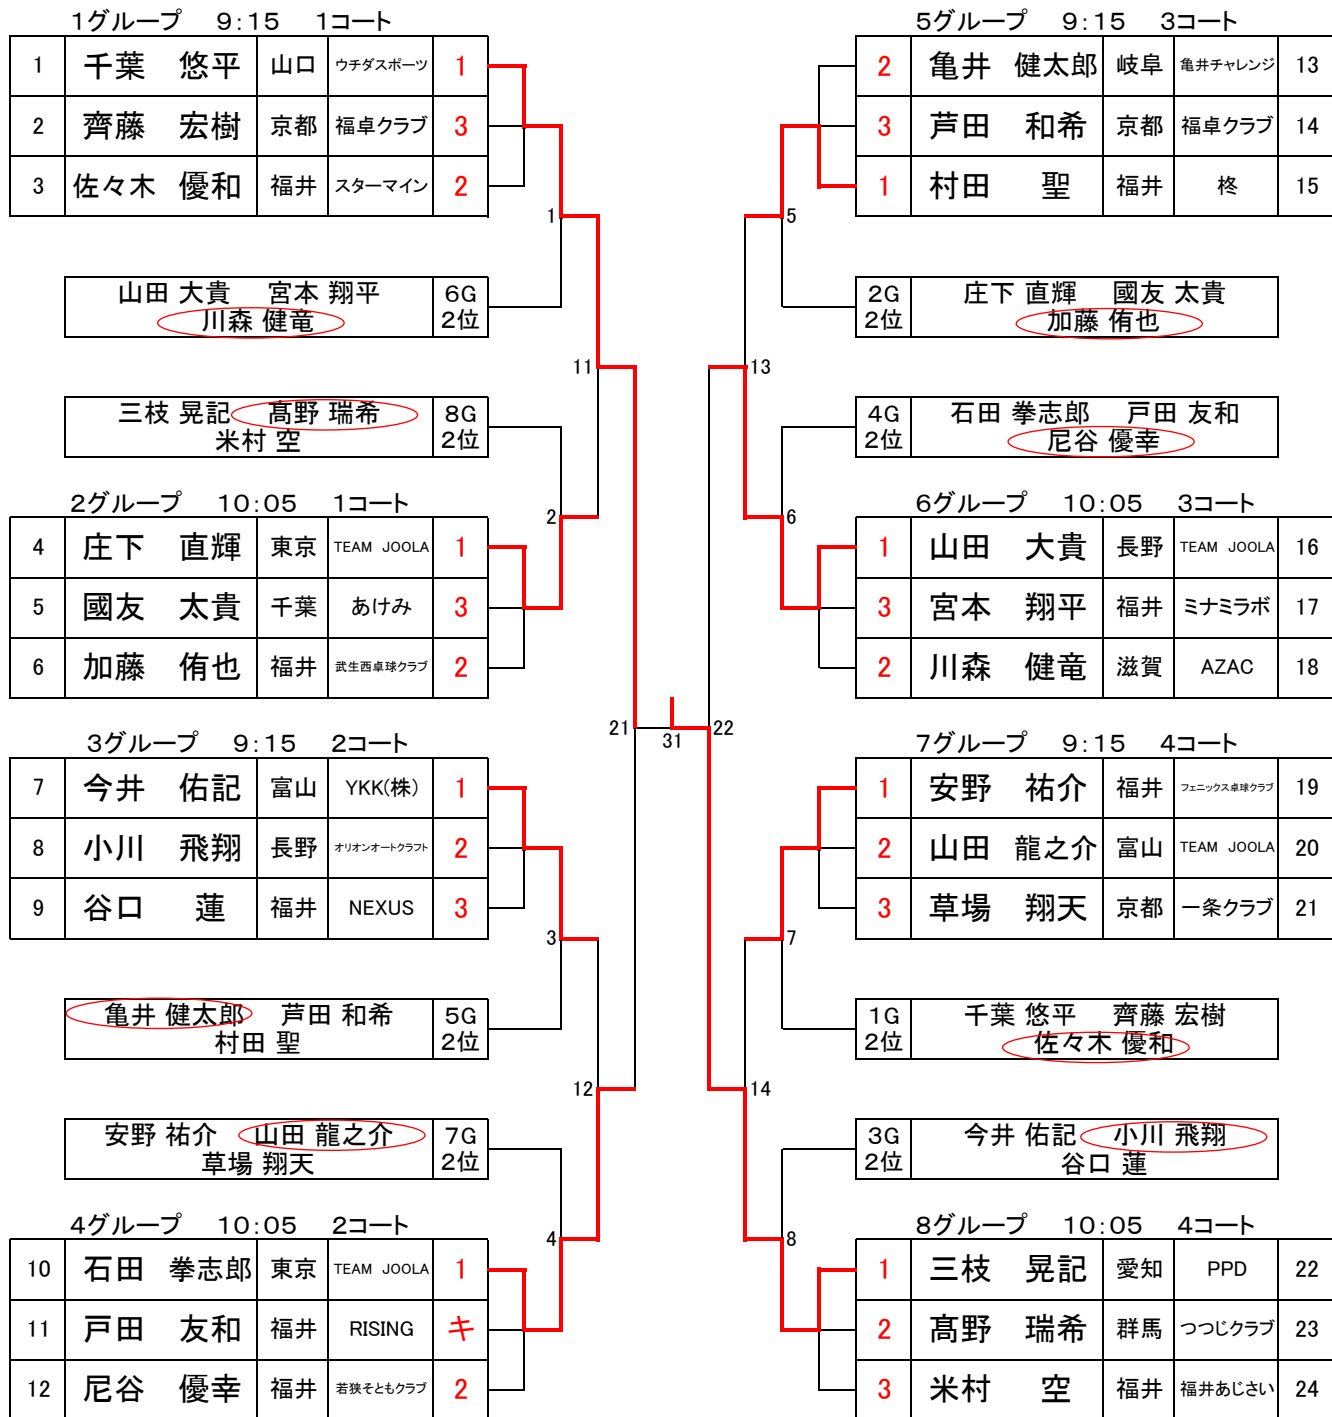 1グループ　9:15　1コート
1 千葉　悠平 山口 ウチダスポーツ 1
2 齊藤　宏樹 京都 福卓クラブ 3
3 佐々木　優和 福井 スターマイン 2
1
山田 大貴　宮本 翔平 6G
川森 健竜 2位
11
三枝 晃記　髙野 瑞希 8G
米村 空 2位
2グループ　10:05　1コート
2
4 庄下　直輝 東京 TEAM JOOLA 1
5 國友　太貴 千葉 あけみ 3
6 加藤　侑也 福井 武生西卓球クラブ 2
21
3グループ　9:15　2コート
7 今井　佑記 富山 YKK(株) 1
8 小川　飛翔 長野 オリオンオートクラフト 2
9 谷口　蓮 福井 NEXUS 3
3
亀井 健太郎　芦田 和希 5G
村田 聖 2位
12
安野 祐介　山田 龍之介 7G
草場 翔天 2位
4グループ　10:05　2コート
4
10 石田　拳志郎 東京 TEAM JOOLA 1
11 戸田　友和 福井 RISING キ
12 尼谷　優幸 福井 若狭そともクラブ 2
31
5グループ　9:15　3コート
2 亀井　健太郎 岐阜 亀井チャレンジ 13
3 芦田　和希 京都 福卓クラブ 14
1 村田　聖 福井 柊 15
5
2G 庄下 直輝　國友 太貴
2位 加藤 侑也
13
4G 石田 拳志郎　戸田 友和
2位 尼谷 優幸
6グループ　10:05　3コート
6
1 山田　大貴 長野 TEAM JOOLA 16
3 宮本　翔平 福井 ミナミラボ 17
2 川森　健竜 滋賀 AZAC 18
22
7グループ　9:15　4コート
1 安野　祐介 福井 フェニックス卓球クラブ 19
2 山田　龍之介 富山 TEAM JOOLA 20
3 草場　翔天 京都 一条クラブ 21
7
1G 千葉 悠平　齊藤 宏樹
2位 佐々木 優和
14
3G 今井 佑記　小川 飛翔
2位 谷口 蓮
8グループ　10:05　4コート
8
1 三枝　晃記 愛知 PPD 22
2 髙野　瑞希 群馬 つつじクラブ 23
3 米村　空 福井 福井あじさい 24